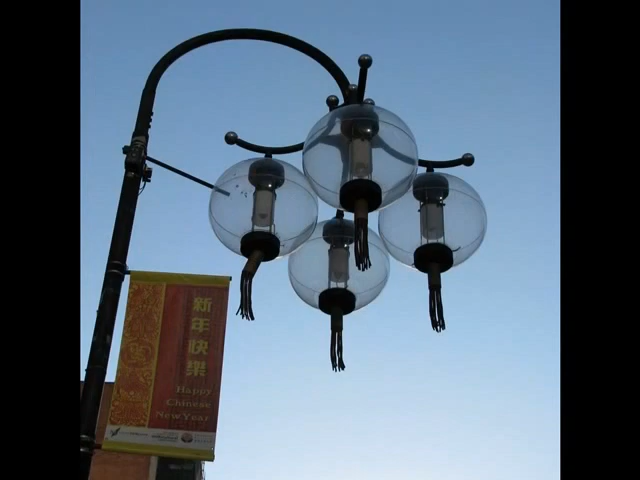 新年快樂
Happy
Chinese
New Year